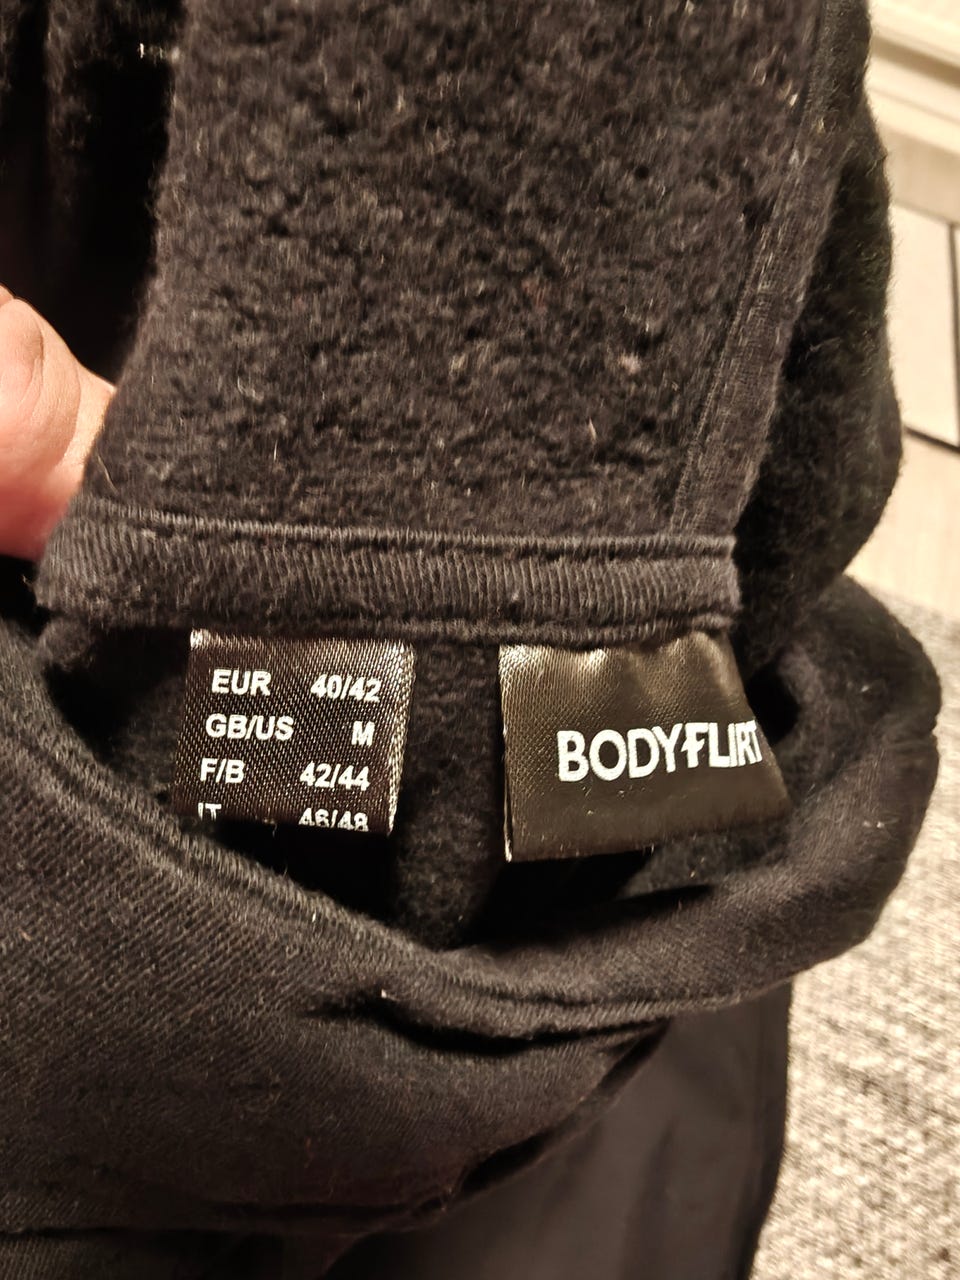 EUR 40/42
GB/US M
F/B 42/44
IT 46/48
BODYFLIRT